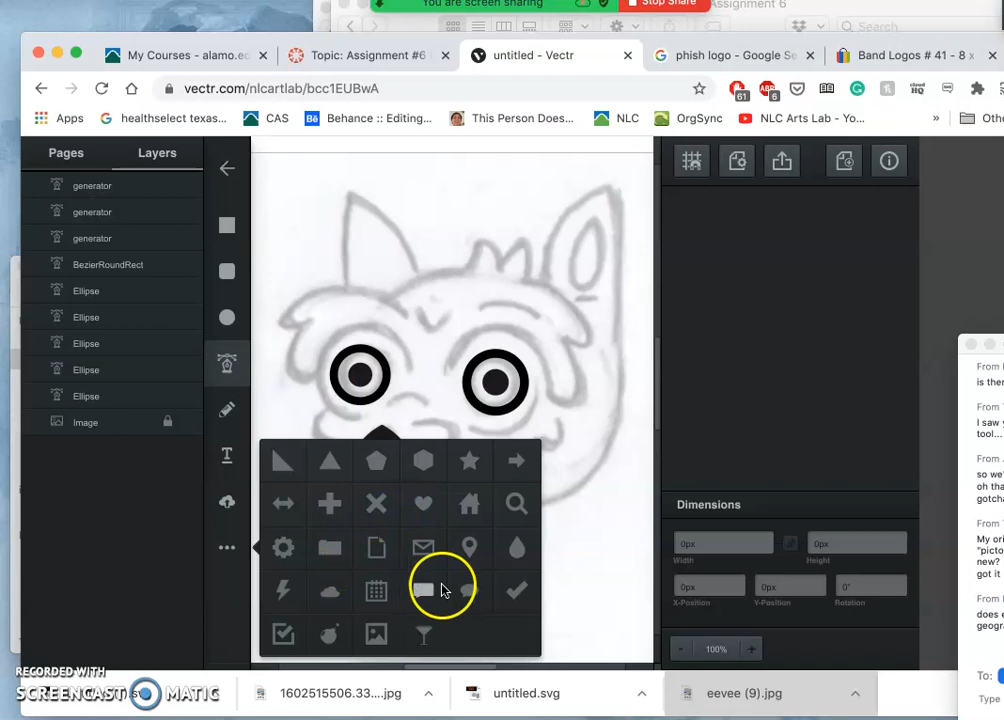 You are screen sharing
Stop Share
Assignment 6
Search
My Courses - alamo.ec
Topic: Assignment #6
untitled - Vectr
phish logo - Google Se
Band Logos # 41 - 8 x
vectr.com/nlcartlab/bcc1EUBwA
61
6
Apps
healthselect texas...
CAS
Behance :: Editing...
This Person Does...
NLC
OrgSync
NLC Arts Lab - Yo...
»
Othe
Pages
Layers
generator
generator
generator
BezierRoundRect
Ellipse
Ellipse
Ellipse
Ellipse
Ellipse
Image
T
Dimensions
0px
0px
Width
Height
0px
0px
0°
X-Position
Y-Position
Rotation
- 100% +
From
is ther
From
I saw y
tool...
From
so we'
oh tha
gotcha
From
My ori
"picto
new?
got it
From
does e
geogra
To:
Type
RECORDED WITH
SCREENCAST MATIC
1602515506.33....jpg
untitled.svg
eevee (9).jpg